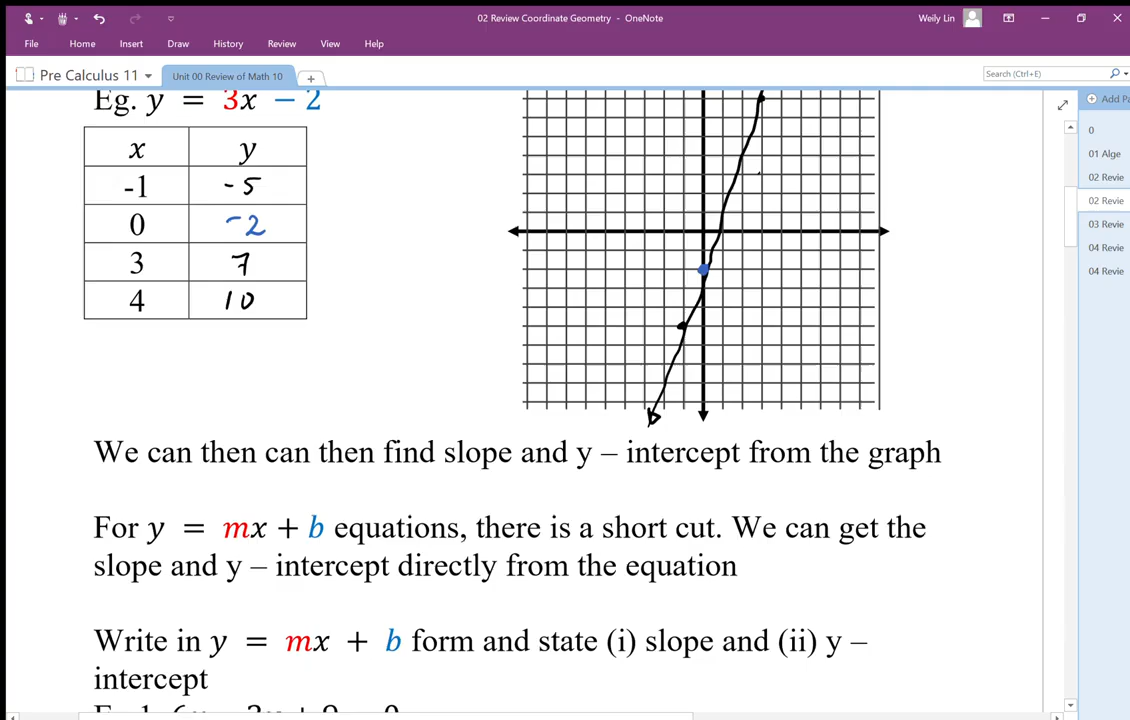 02 Review Coordinate Geometry - OneNote
Weily Lin
File Home Insert Draw History Review View Help
Pre Calculus 11
Unit 00 Review of Math 10
Search (Ctrl+E)
Add Pa
0
01 Alge
02 Revie
02 Revie
03 Revie
04 Revie
04 Revie
Eg. y = 3x − 2
x y
-1 -5
0 -2
3 7
4 10
We can then can then find slope and y – intercept from the graph
For y = mx + b equations, there is a short cut. We can get the
slope and y – intercept directly from the equation
Write in y = mx + b form and state (i) slope and (ii) y –
intercept